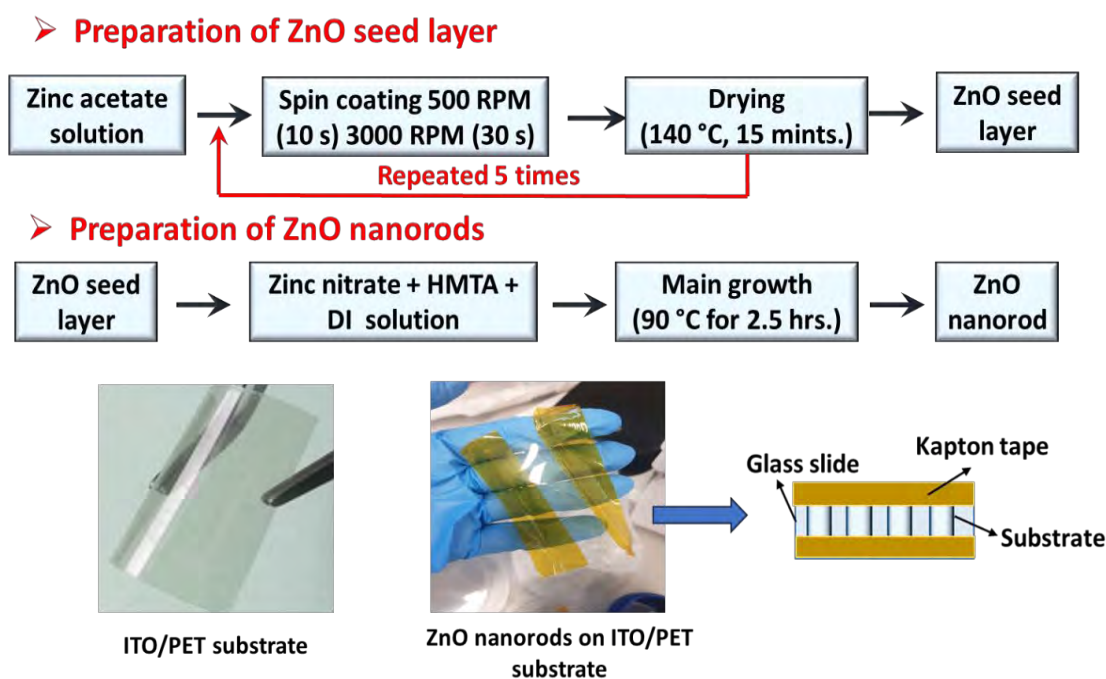 ➢ Preparation of ZnO seed layer
Zinc acetate
solution
Spin coating 500 RPM
(10 s) 3000 RPM (30 s)
Drying
(140 °C, 15 mints.)
ZnO seed
layer
Repeated 5 times
➢ Preparation of ZnO nanorods
ZnO seed
layer
Zinc nitrate + HMTA +
DI solution
Main growth
(90 °C for 2.5 hrs.)
ZnO
nanorod
Glass slide
Kapton tape
Substrate
ITO/PET substrate
ZnO nanorods on ITO/PET
substrate